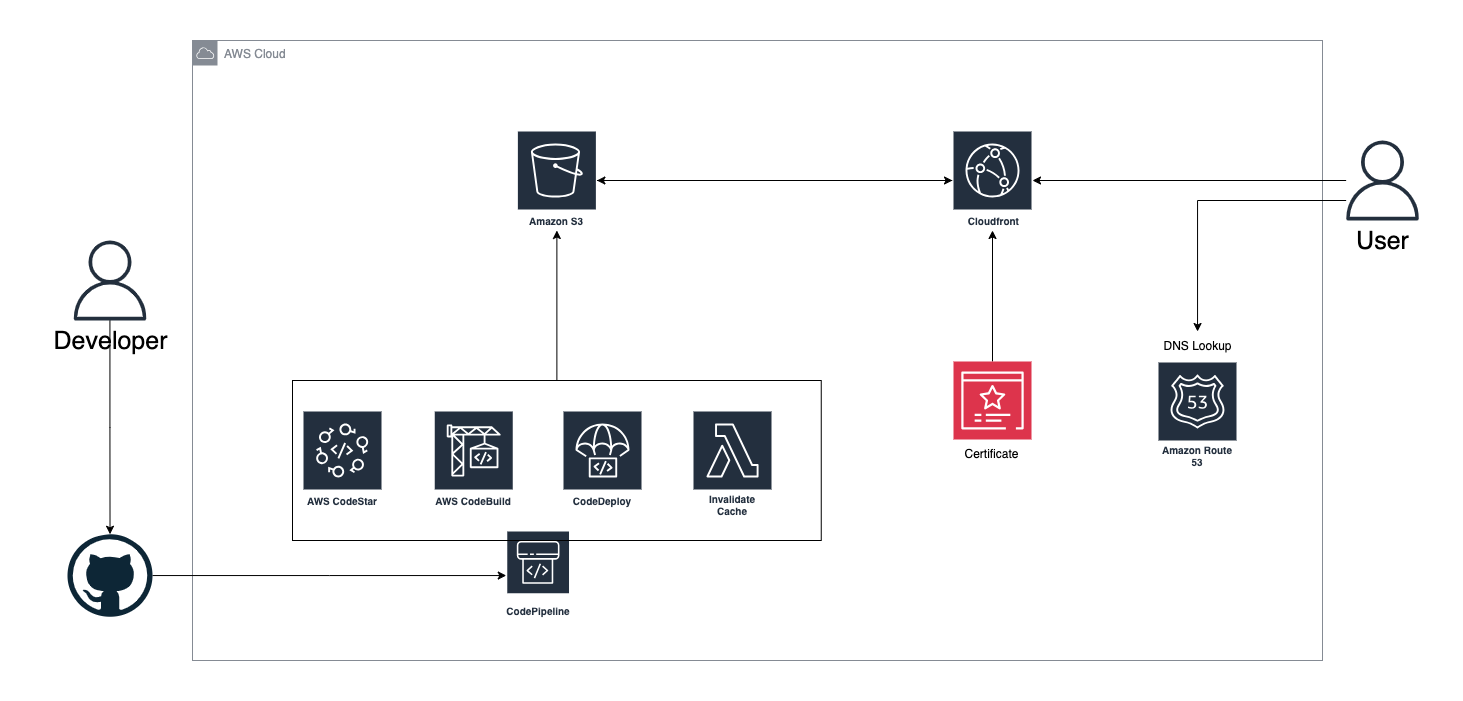 AWS Cloud
Amazon S3
Cloudfront
User
Developer
DNS Lookup
53
Certificate
Amazon Route
53
AWS CodeStar
AWS CodeBuild
CodeDeploy
Invalidate
Cache
CodePipeline